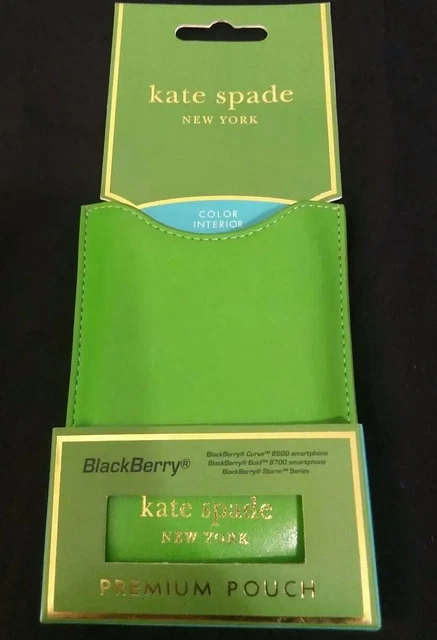 kate spade
NEW YORK
COLOR
INTERIOR
BlackBerry®
BlackBerry® Curve™ 8500 smartphone
BlackBerry® Bold™ 9700 smartphone
BlackBerry® Storm™ Series
kate spade
NEW YORK
PREMIUM POUCH